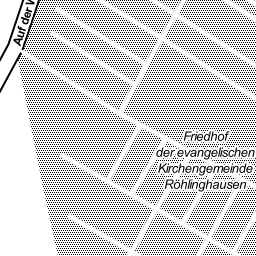 Auf der
Friedhof
der evangelischen
Kirchengemeinde
Röhlinghausen